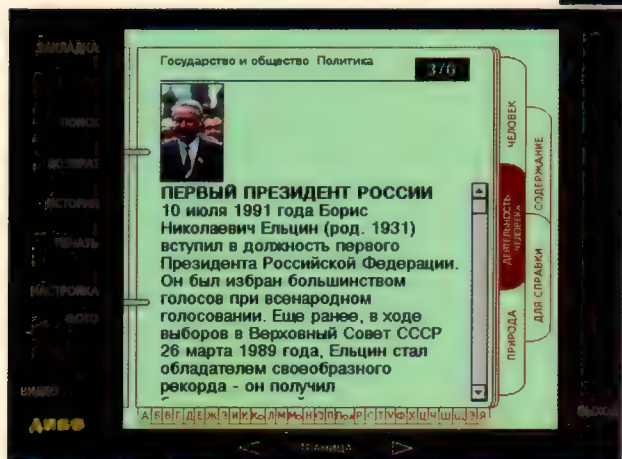 Государство и общество Политика
3/6
ПЕРВЫЙ ПРЕЗИДЕНТ РОССИИ
10 июля 1991 года Борис
Николаевич Ельцин (род. 1931)
вступил в должность первого
Президента Российской Федерации.
Он был избран большинством
голосов при всенародном
голосовании. Еще ранее, в ходе
выборов в Верховный Совет СССР
26 марта 1989 года, Ельцин стал
обладателем своеобразного
рекорда - он получил
ЗАКЛАДКА
ПОИСК
ВОЗВРАТ
ИСТОРИЯ
ПЕЧАТЬ
НАСТРОЙКА
ФОТО
ВИДЕО
ДИВО
ЧЕЛОВЕК
СОДЕРЖАНИЕ
ДЕЯТЕЛЬНОСТЬ
ЧЕЛОВЕКА
ДЛЯ СПРАВКИ
ПРИРОДА
ВЫХОД
СТРАНИЦА